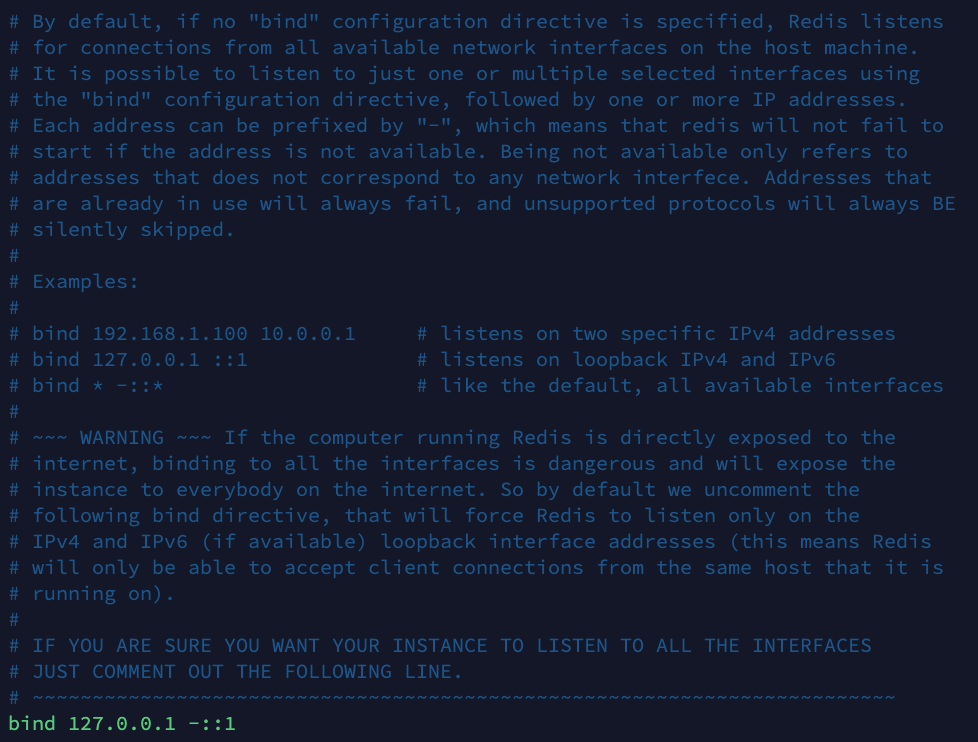 # By default, if no "bind" configuration directive is specified, Redis listens
# for connections from all available network interfaces on the host machine.
# It is possible to listen to just one or multiple selected interfaces using
# the "bind" configuration directive, followed by one or more IP addresses.
# Each address can be prefixed by "-", which means that redis will not fail to
# start if the address is not available. Being not available only refers to
# addresses that does not correspond to any network interfece. Addresses that
# are already in use will always fail, and unsupported protocols will always BE
# silently skipped.
#
# Examples:
#
# bind 192.168.1.100 10.0.0.1     # listens on two specific IPv4 addresses
# bind 127.0.0.1 ::1              # listens on loopback IPv4 and IPv6
# bind * -::*                     # like the default, all available interfaces
#
# ~~~ WARNING ~~~ If the computer running Redis is directly exposed to the
# internet, binding to all the interfaces is dangerous and will expose the
# instance to everybody on the internet. So by default we uncomment the
# following bind directive, that will force Redis to listen only on the
# IPv4 and IPv6 (if available) loopback interface addresses (this means Redis
# will only be able to accept client connections from the same host that it is
# running on).
#
# IF YOU ARE SURE YOU WANT YOUR INSTANCE TO LISTEN TO ALL THE INTERFACES
# JUST COMMENT OUT THE FOLLOWING LINE.
# ~~~~~~~~~~~~~~~~~~~~~~~~~~~~~~~~~~~~~~~~~~~~~~~~~~~~~~~~~~~~~~~~~~~~~~~~
bind 127.0.0.1 -::1